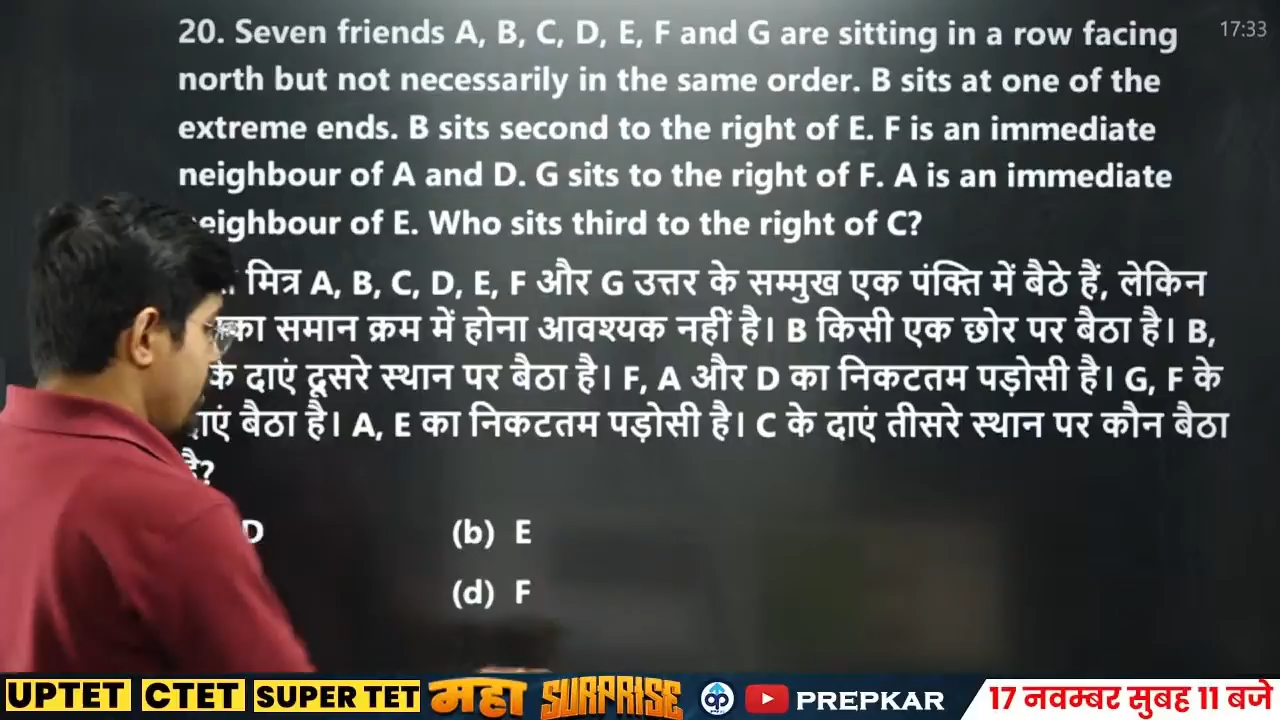 20. Seven friends A, B, C, D, E, F and G are sitting in a row facing
17:33
north but not necessarily in the same order. B sits at one of the
extreme ends. B sits second to the right of E. F is an immediate
neighbour of A and D. G sits to the right of F. A is an immediate
eighbour of E. Who sits third to the right of C?
मित्र A, B, C, D, E, F और G उत्तर के सम्मुख एक पंक्ति में बैठे हैं, लेकिन
का समान क्रम में होना आवश्यक नहीं है। B किसी एक छोर पर बैठा है। B,
के दाएं दूसरे स्थान पर बैठा है। F, A और D का निकटतम पड़ोसी है। G, F के
दाएं बैठा है। A, E का निकटतम पड़ोसी है। C के दाएं तीसरे स्थान पर कौन बैठा
है?
D
(b) E
(d) F
UPTET CTET SUPER TET महा SURPRISE PREPKAR 17 नवम्बर सुबह 11 बजे